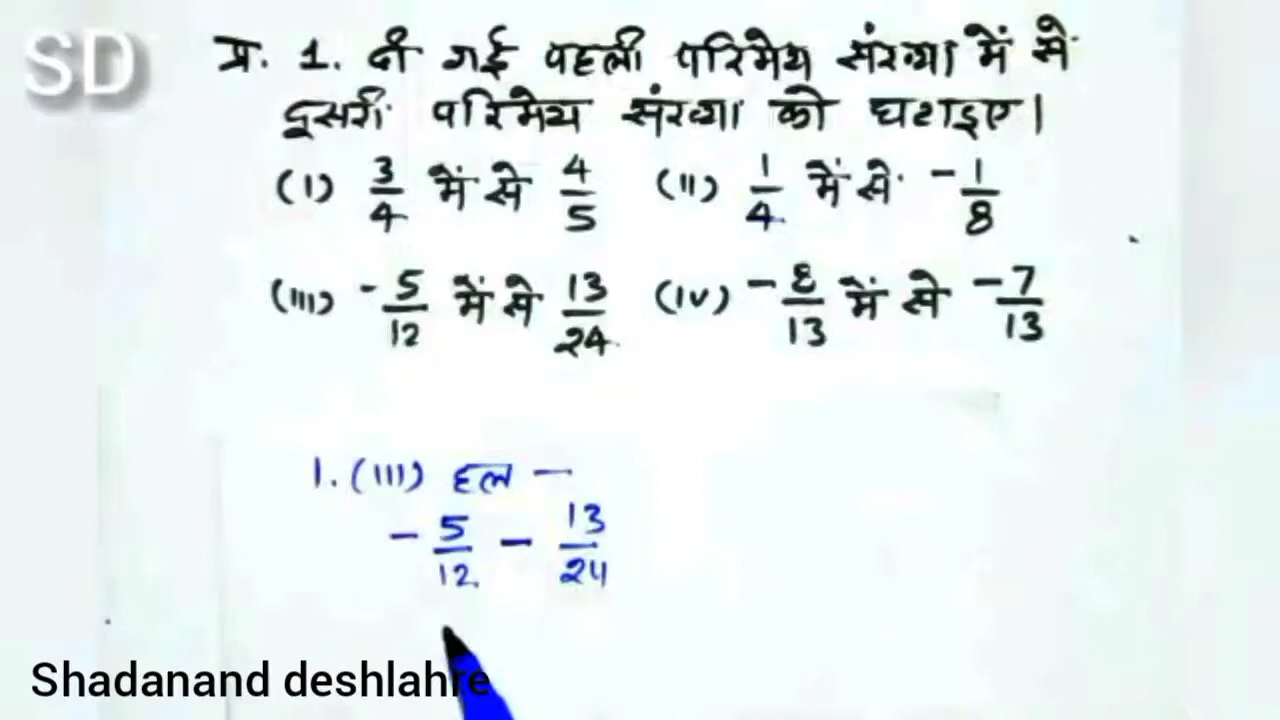 SD
प्र. 1. दी गई पहली परिमेय संख्या में से
दूसरी परिमेय संख्या को घटाइए।
(i) 3/4 में से 4/5 (ii) 1/4 में से -1/8
(iii) -5/12 में से 13/24 (iv) -8/13 में से -7/13
1. (iii) हल —
-5/12 - 13/24
Shadanand deshlahre